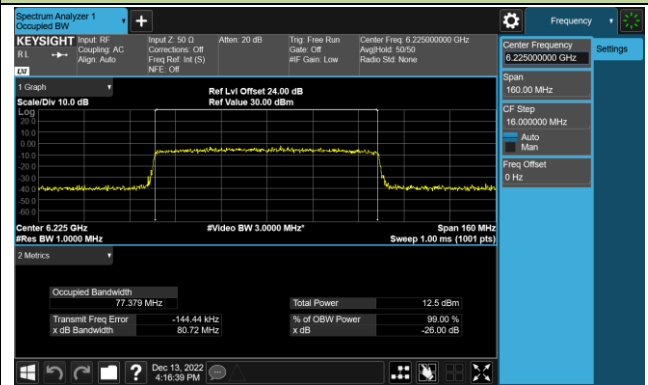 Spectrum Analyzer 1
Occupied BW
Frequency
KEYSIGHT
RL
LXI
Input: RF
Coupling: AC
Align: Auto
Input Z: 50 Ω
Corrections: Off
Freq Ref: Int (S)
NFE: Off
Atten: 20 dB
Trig: Free Run
Gate: Off
#IF Gain: Low
Center Freq: 6.225000000 GHz
Avg|Hold: 50/50
Radio Std: None
Center Frequency
6.225000000 GHz
Settings
Span
160.00 MHz
CF Step
16.000000 MHz
Auto
Man
Freq Offset
0 Hz
1 Graph
Scale/Div 10.0 dB
Ref Lvl Offset 24.00 dB
Ref Value 30.00 dBm
Log
20.0
10.0
0.00
-10.0
-20.0
-30.0
-40.0
-50.0
-60.0
Center 6.225 GHz
#Res BW 1.0000 MHz
#Video BW 3.0000 MHz*
Span 160 MHz
Sweep 1.00 ms (1001 pts)
2 Metrics
Occupied Bandwidth
77.379 MHz
Total Power 12.5 dBm
Transmit Freq Error -144.44 kHz
% of OBW Power 99.00 %
x dB Bandwidth 80.72 MHz
x dB -26.00 dB
?
Dec 13, 2022
4:16:39 PM